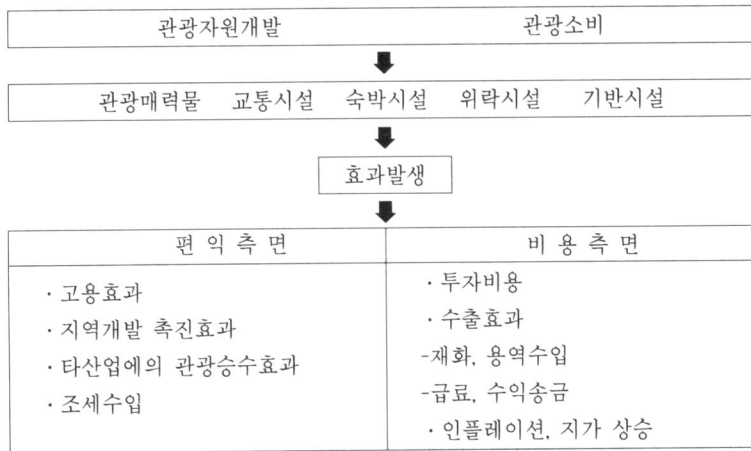 관광자원개발 관광소비
관광매력물 교통시설 숙박시설 위락시설 기반시설
효과발생
편 익 측 면
· 고용효과
· 지역개발 촉진효과
· 타산업에의 관광승수효과
· 조세수입
비 용 측 면
· 투자비용
· 수출효과
-재화, 용역수입
-급료, 수익송금
· 인플레이션, 지가 상승